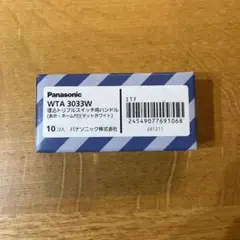 Panasonic
WTA 3033W
埋込トリプルスイッチ用ハンドル
(表示・ネーム付)(マットホワイト)
10コ入 パナソニック株式会社
ITF
24549077691068
241211